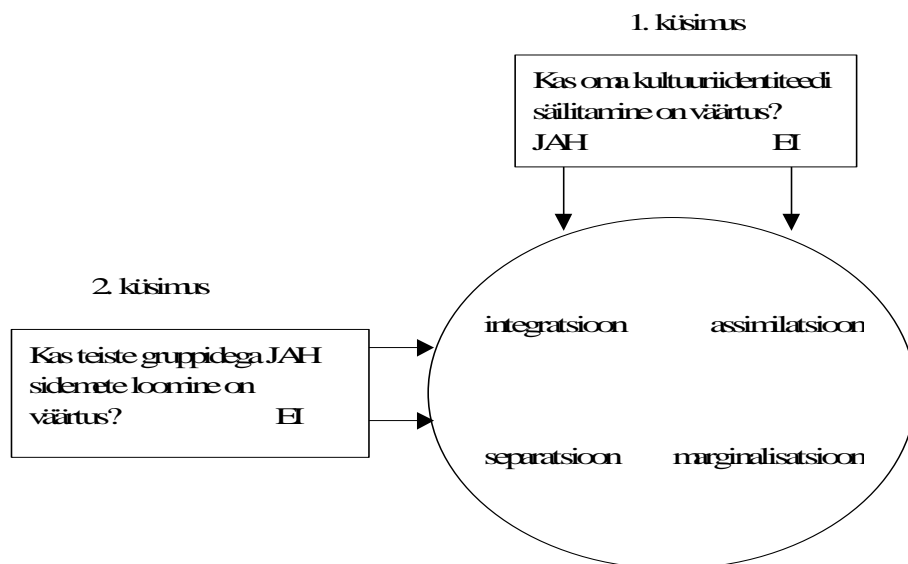 1. küsimus
Kas oma kultuuriidentiteedi
säilitamine on väärtus?
JAH EI
2. küsimus
Kas teiste gruppidega JAH
sidemete loomine on
väärtus? EI
integratsioon assimilatsioon
separatsioon marginalisatsioon